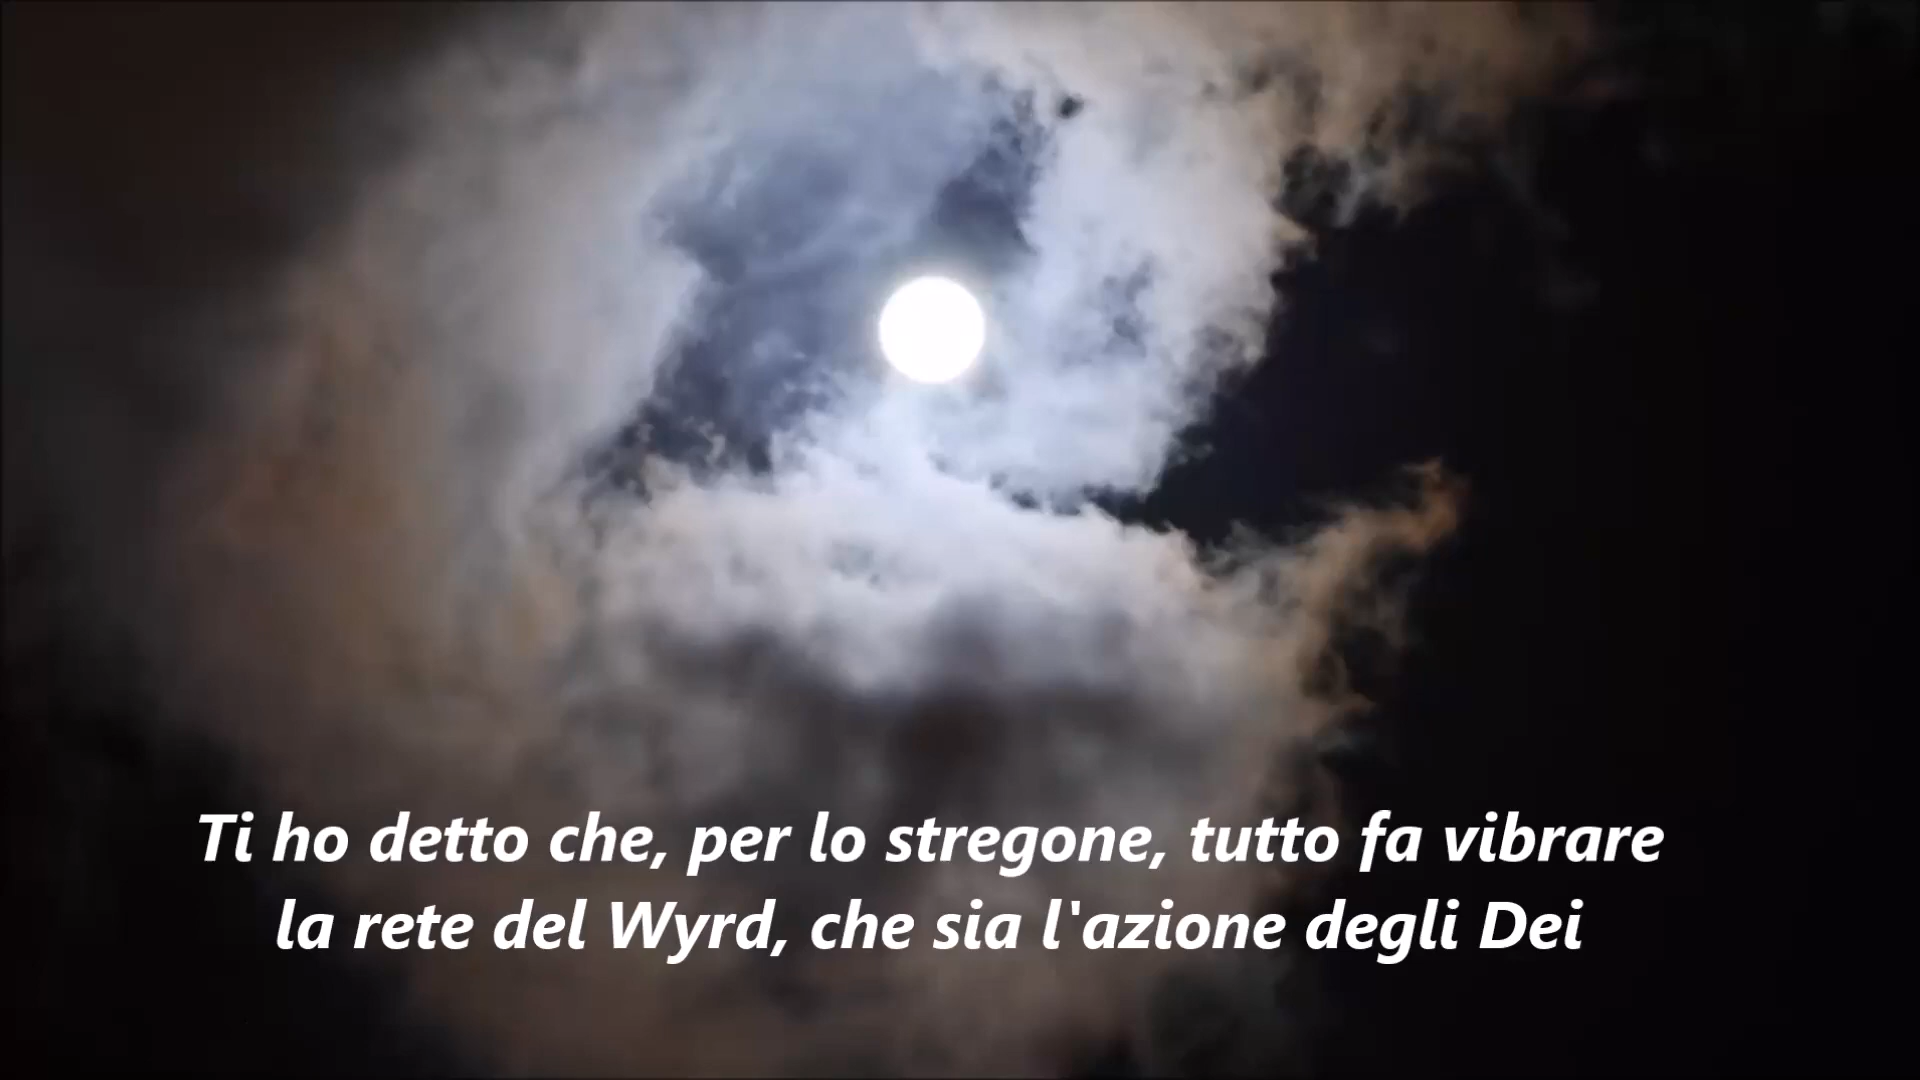 Ti ho detto che, per lo stregone, tutto fa vibrare
la rete del Wyrd, che sia l'azione degli Dei